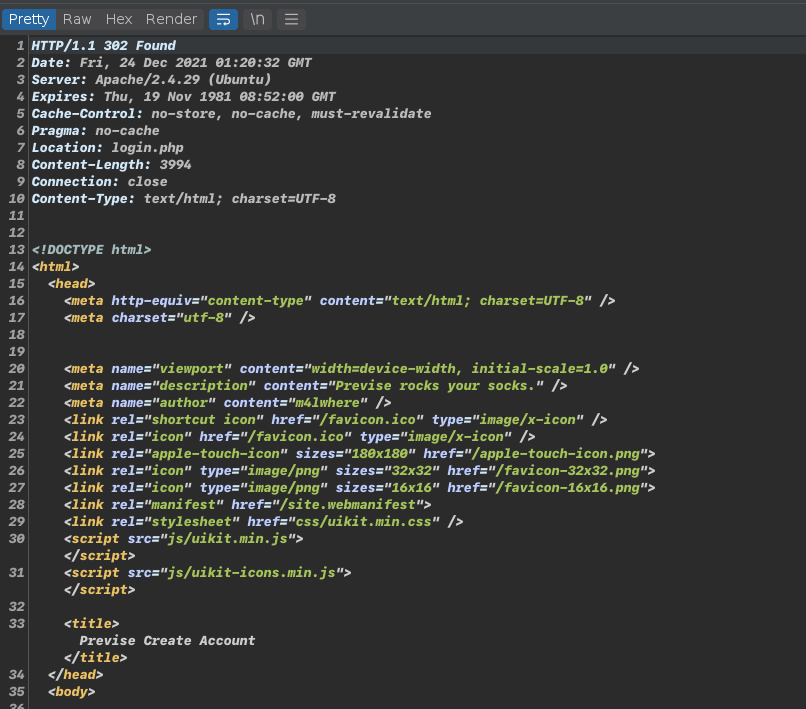 Pretty Raw Hex Render \n
1 HTTP/1.1 302 Found
2 Date: Fri, 24 Dec 2021 01:20:32 GMT
3 Server: Apache/2.4.29 (Ubuntu)
4 Expires: Thu, 19 Nov 1981 08:52:00 GMT
5 Cache-Control: no-store, no-cache, must-revalidate
6 Pragma: no-cache
7 Location: login.php
8 Content-Length: 3994
9 Connection: close
10 Content-Type: text/html; charset=UTF-8
11
12
13 <!DOCTYPE html>
14 <html>
15 <head>
16 <meta http-equiv="content-type" content="text/html; charset=UTF-8" />
17 <meta charset="utf-8" />
18
19
20 <meta name="viewport" content="width=device-width, initial-scale=1.0" />
21 <meta name="description" content="Previse rocks your socks." />
22 <meta name="author" content="m4lwhere" />
23 <link rel="shortcut icon" href="/favicon.ico" type="image/x-icon" />
24 <link rel="icon" href="/favicon.ico" type="image/x-icon" />
25 <link rel="apple-touch-icon" sizes="180x180" href="/apple-touch-icon.png">
26 <link rel="icon" type="image/png" sizes="32x32" href="/favicon-32x32.png">
27 <link rel="icon" type="image/png" sizes="16x16" href="/favicon-16x16.png">
28 <link rel="manifest" href="/site.webmanifest">
29 <link rel="stylesheet" href="css/uikit.min.css" />
30 <script src="js/uikit.min.js">
</script>
31 <script src="js/uikit-icons.min.js">
</script>
32
33 <title>
Previse Create Account
</title>
34 </head>
35 <body>
36